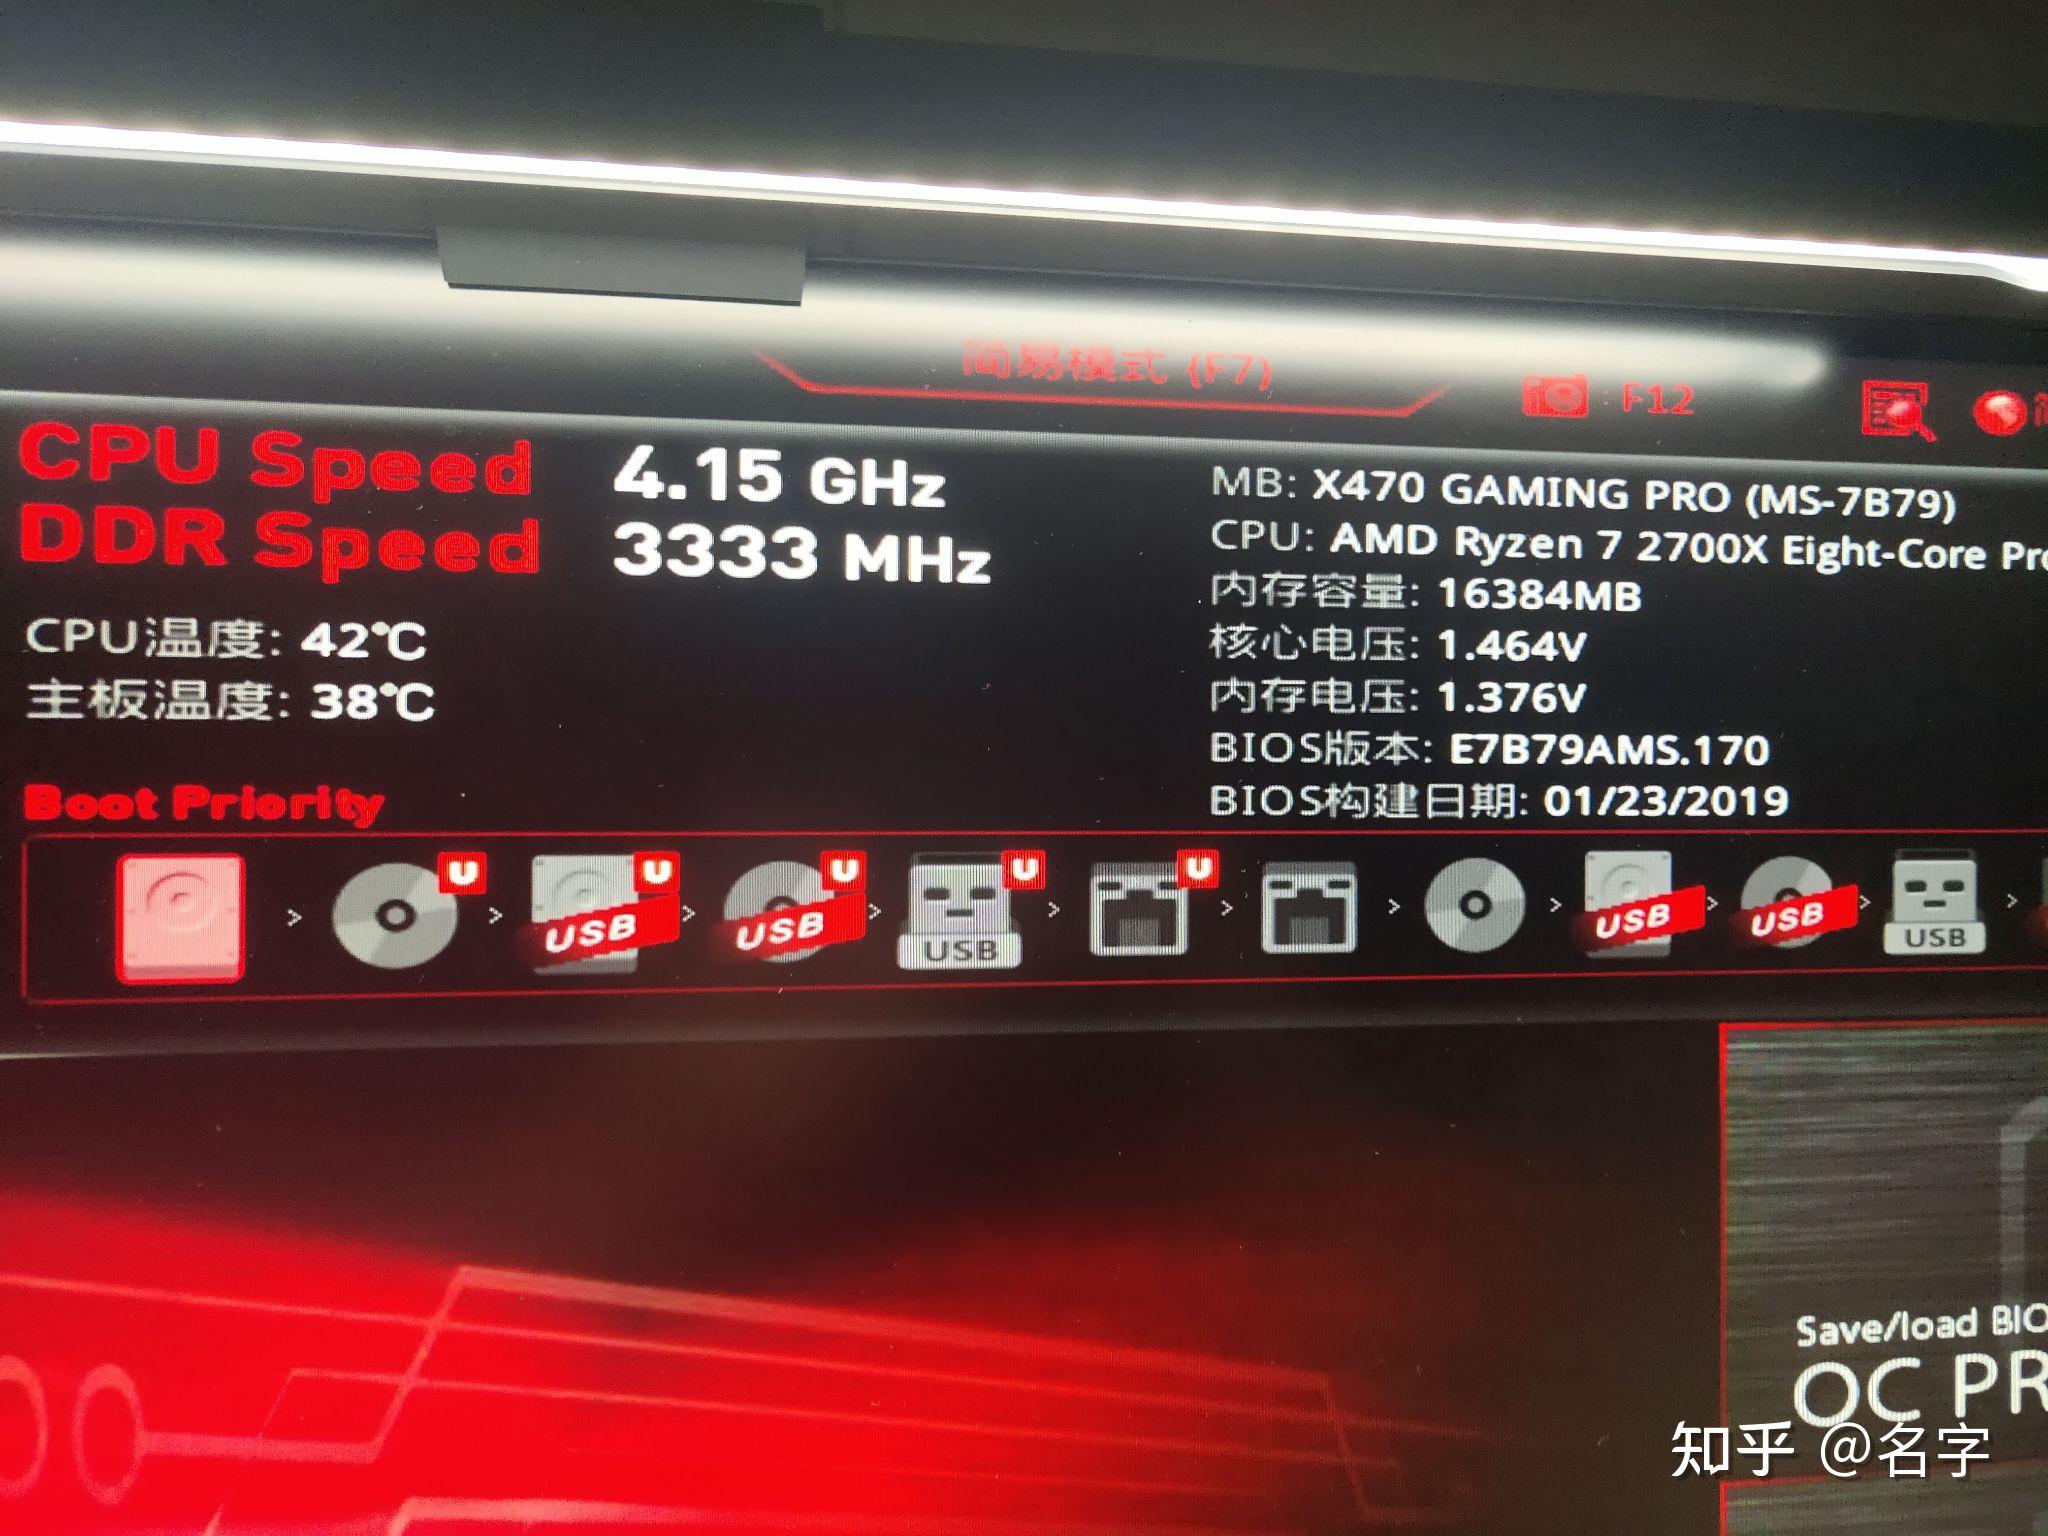 简易模式 (F7)
: F12
CPU Speed 4.15 GHz
DDR Speed 3333 MHz
CPU温度: 42℃
主板温度: 38℃
MB: X470 GAMING PRO (MS-7B79)
CPU: AMD Ryzen 7 2700X Eight-Core Pro
内存容量: 16384MB
核心电压: 1.464V
内存电压: 1.376V
BIOS版本: E7B79AMS.170
BIOS构建日期: 01/23/2019
Boot Priority
U U U U U
USB USB USB USB USB USB
Save/load BIO
OC PR
知乎 @名字